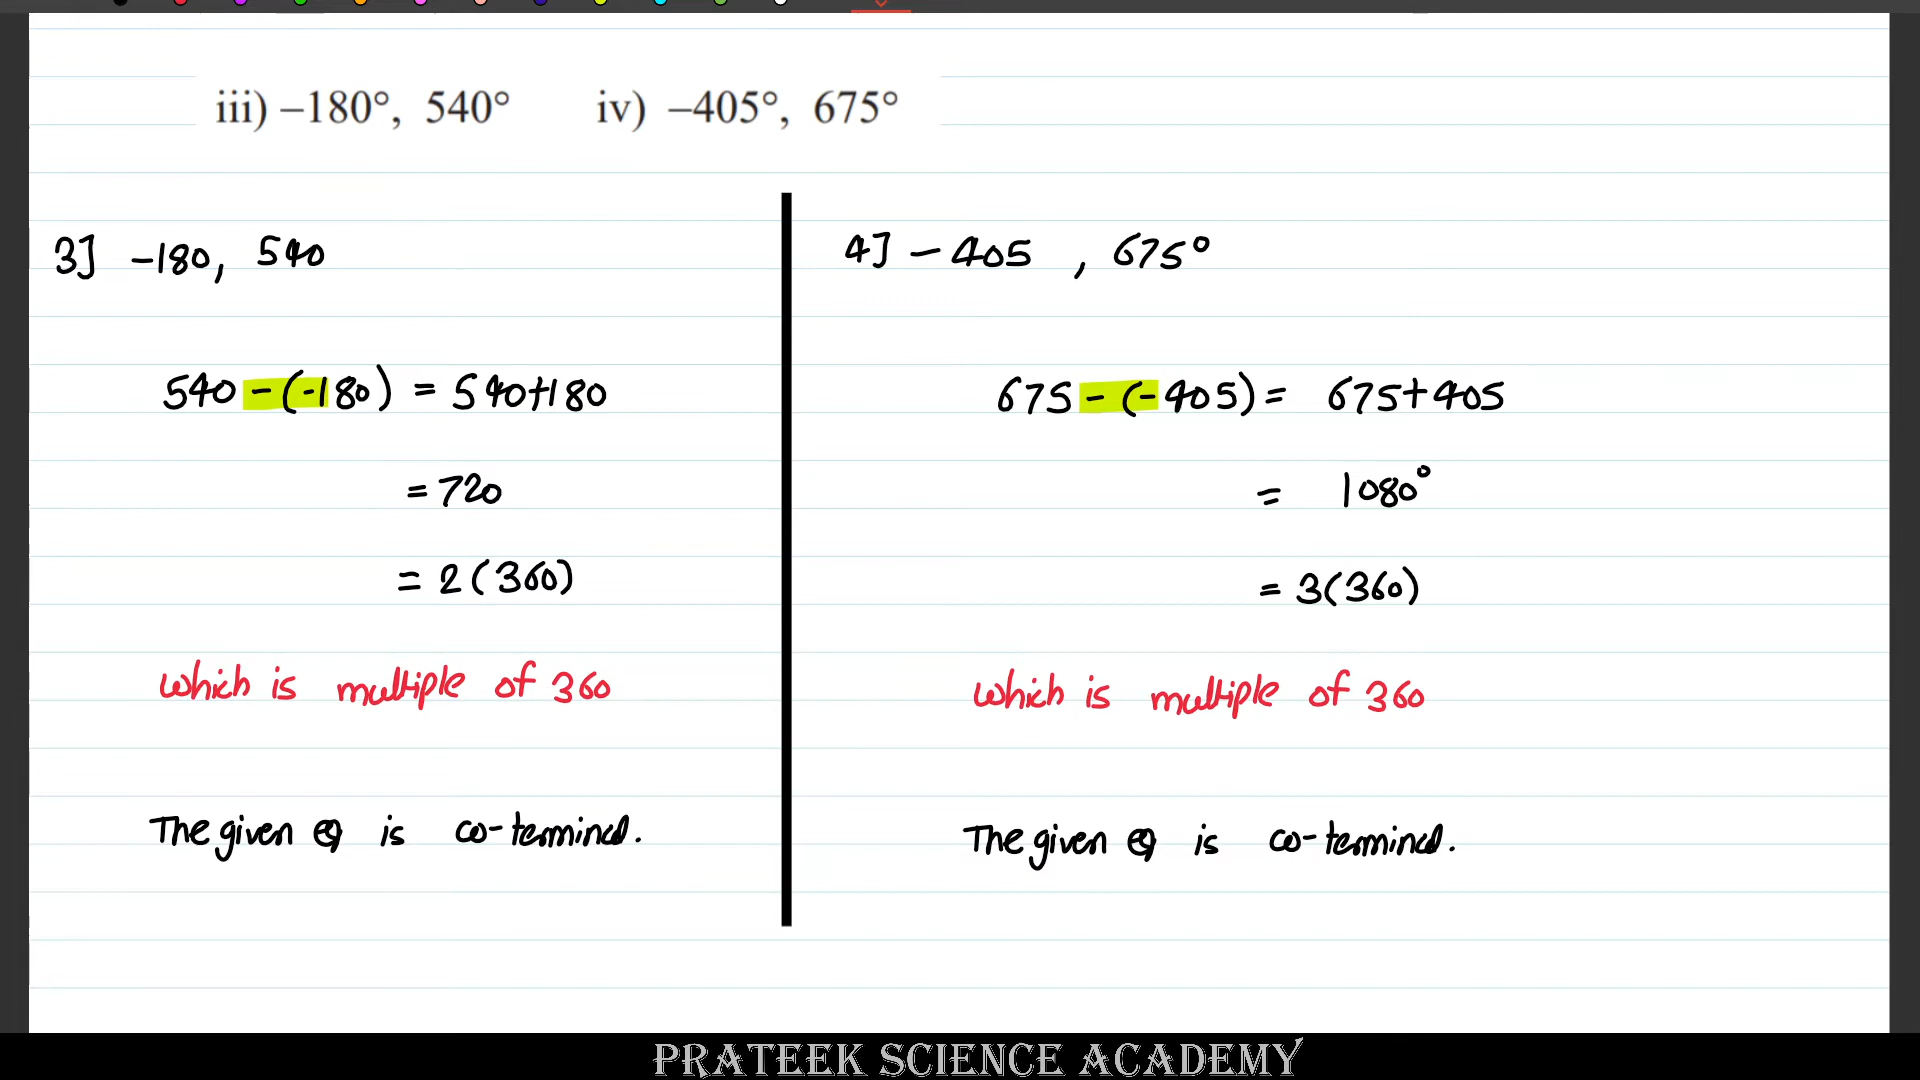 iii) –180°, 540° iv) –405°, 675°
3] -180, 540
540 - (-180) = 540+180
= 720
= 2(360)
which is multiple of 360
The given eq is co-terminal.
4] - 405 , 675°
675 - (-405) = 675+405
= 1080°
= 3(360)
which is multiple of 360
The given eq is co-terminal.
PRATEEK SCIENCE ACADEMY